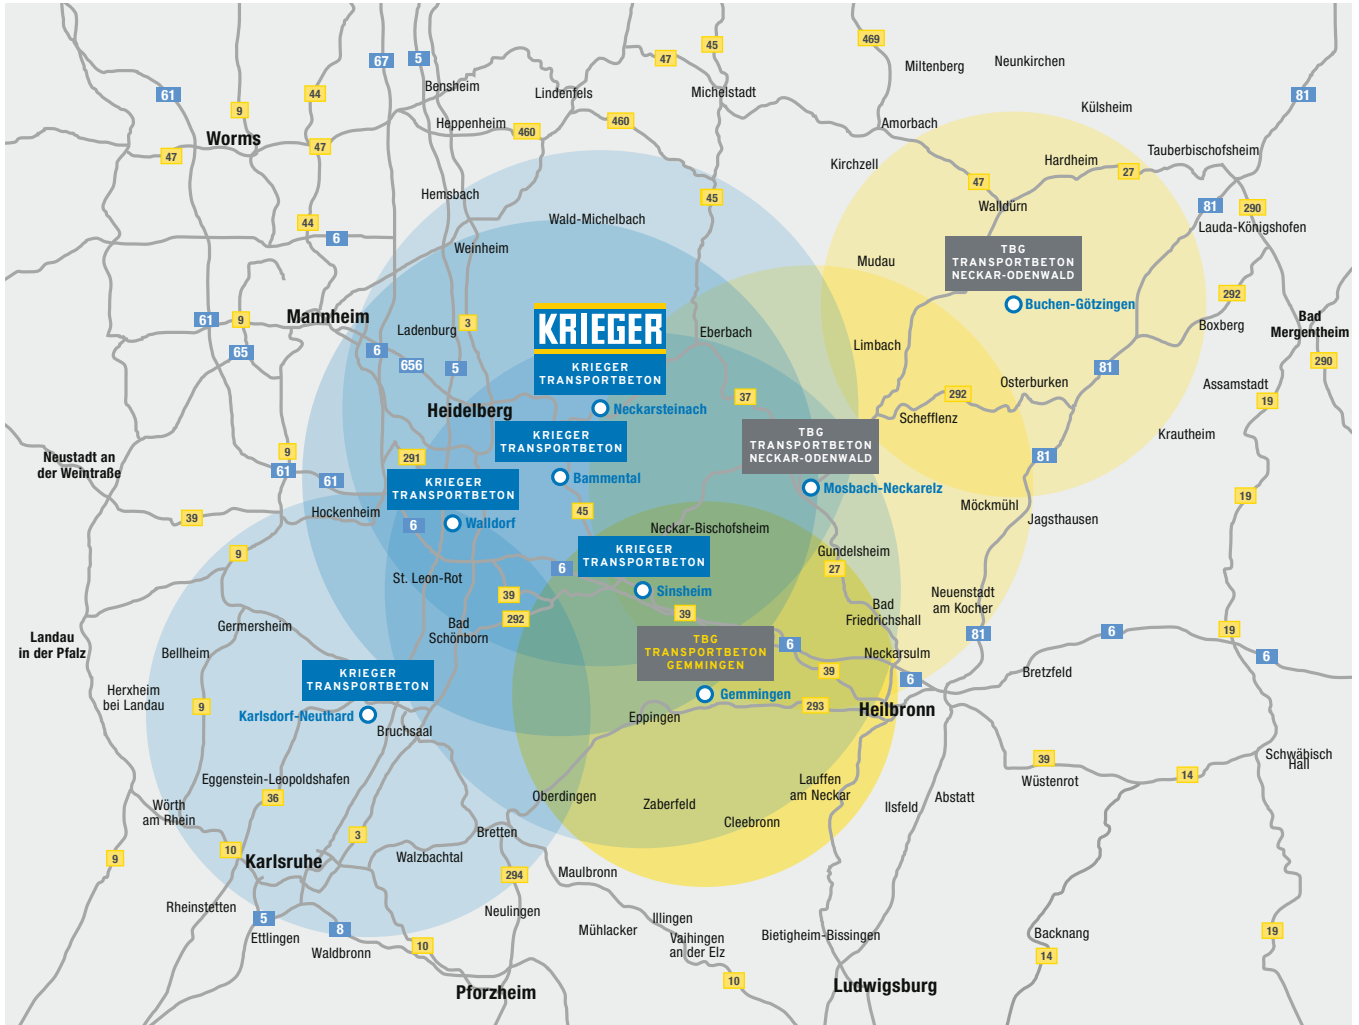 469
Neunkirchen
45
67
5
47
Miltenberg
Bensheim
Lindenfels
Michelstadt
61
44
81
9
Külsheim
Heppenheim
460
460
Amorbach
Worms
47
47
Tauberbischofsheim
Hardheim
Kirchzell
27
47
Hemsbach
45
Walldürn
81
290
44
Wald-Michelbach
Lauda-Königshofen
6
Weinheim
TBG
TRANSPORTBETON
NECKAR-ODENWALD
Mudau
292
Buchen-Götzingen
Mannheim
61
9
3
Ladenburg
KRIEGER
Eberbach
Boxberg
Bad
Mergentheim
Limbach
6
65
656
5
290
KRIEGER
TRANSPORTBETON
81
Osterburken
Assamstadt
37
292
19
Heidelberg
Neckarsteinach
Schefflenz
KRIEGER
TRANSPORTBETON
TBG
TRANSPORTBETON
NECKAR-ODENWALD
Krautheim
9
291
81
Neustadt an
der Weintraße
61
61
KRIEGER
TRANSPORTBETON
Bammental
Mosbach-Neckarelz
19
39
Hockenheim
6
Walldorf
45
Neckar-Bischofsheim
Möckmühl
Jagsthausen
9
KRIEGER
TRANSPORTBETON
Gundelsheim
27
6
St. Leon-Rot
39
Sinsheim
Neuenstadt
am Kocher
Bad
Friedrichshall
Germersheim
Bad
Schönborn
292
39
81
6
19
Landau
in der Pfalz
Bellheim
TBG
TRANSPORTBETON
GEMMINGEN
6
Neckarsulm
6
KRIEGER
TRANSPORTBETON
39
6
Bretzfeld
Herxheim
bei Landau
9
Gemmingen
293
Heilbronn
Karlsdorf-Neuthard
Eppingen
Bruchsaal
Schwäbisch
Hall
39
14
Eggenstein-Leopoldshafen
Lauffen
am Neckar
Wüstenrot
36
Oberdingen
Zaberfeld
Ilsfeld
Abstatt
Wörth
am Rhein
Cleebronn
3
Bretten
10
9
Karlsruhe
Walzbachtal
294
Maulbronn
Rheinstetten
5
Neulingen
Illingen
8
Mühlacker
Ettlingen
Vaihingen
an der Elz
Bietigheim-Bissingen
Backnang
19
Waldbronn
10
14
10
Pforzheim
Ludwigsburg